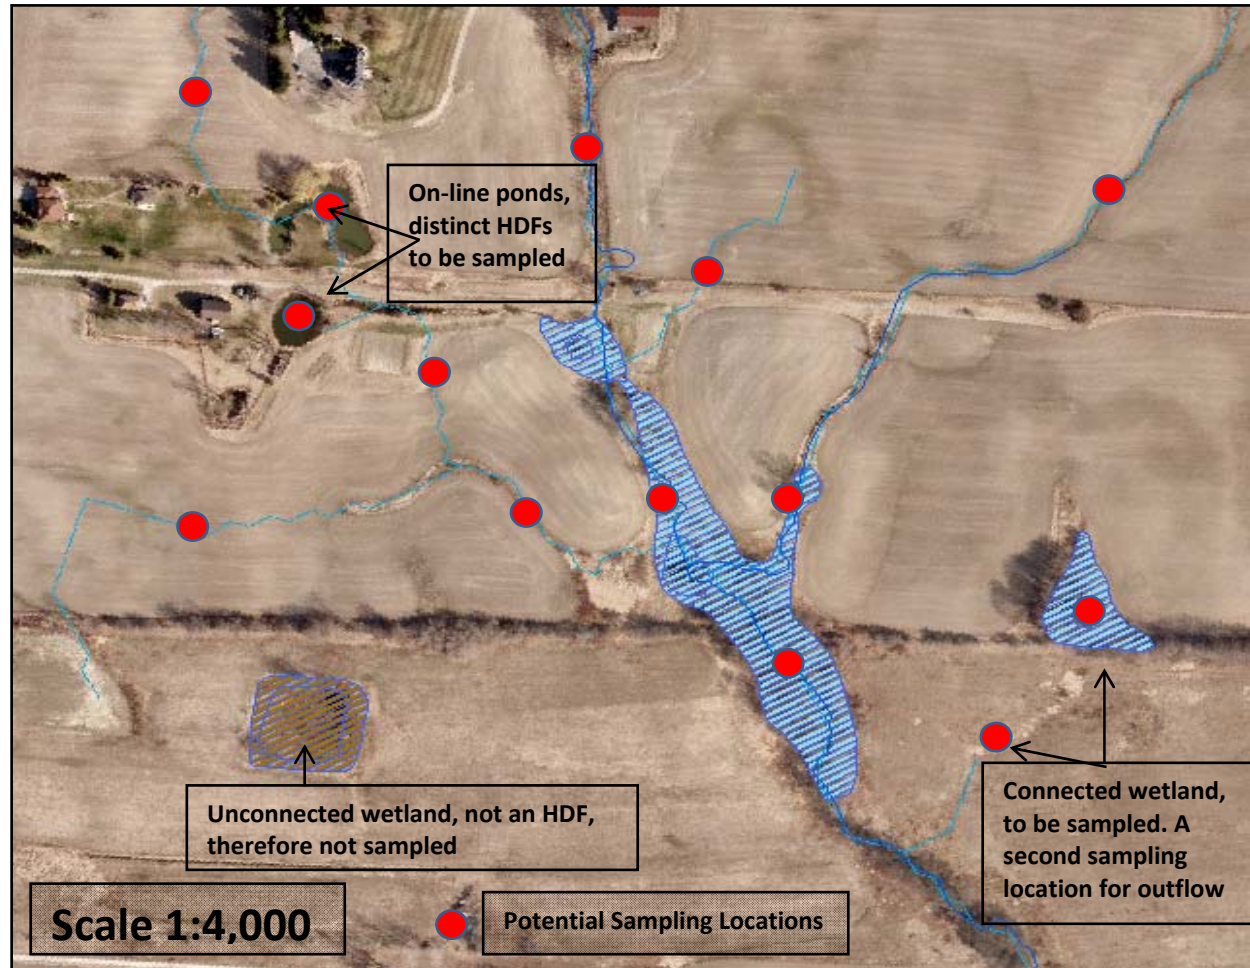 On-line ponds,
distinct HDFs
to be sampled
Unconnected wetland, not an HDF,
therefore not sampled
Connected wetland,
to be sampled. A
second sampling
location for outflow
Scale 1:4,000
Potential Sampling Locations